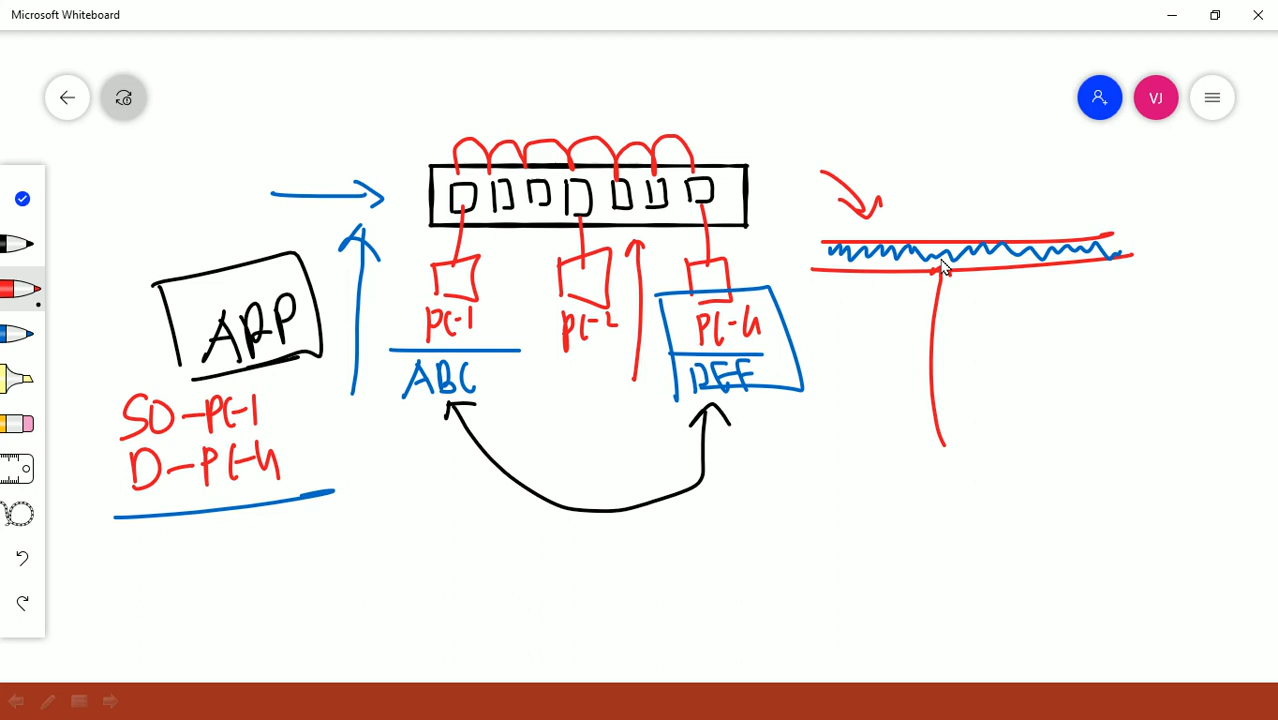 Microsoft Whiteboard
VJ
ARP
PC-1
PC-2
PC-4
ABC
DEF
SO-PC-1
D-PC-4